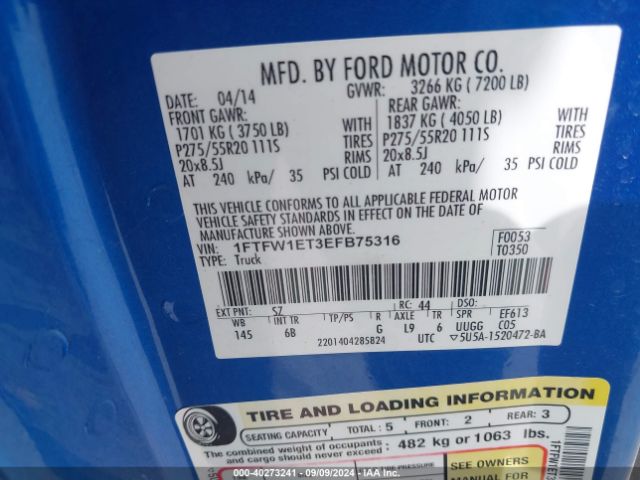 MFD. BY FORD MOTOR CO.
DATE: 04/14 GVWR: 3266 KG ( 7200 LB)
FRONT GAWR: REAR GAWR:
1701 KG ( 3750 LB) WITH 1837 KG ( 4050 LB) WITH
P275/55R20 111S TIRES P275/55R20 111S TIRES
20x8.5J RIMS 20x8.5J RIMS
AT 240 kPa/ 35 PSI COLD AT 240 kPa/ 35 PSI COLD
THIS VEHICLE CONFORMS TO ALL APPLICABLE FEDERAL MOTOR
VEHICLE SAFETY STANDARDS IN EFFECT ON THE DATE OF
MANUFACTURE SHOWN ABOVE.
VIN: 1FTFW1ET3EFB75316 F0053
TYPE: Truck T0350
EXT PNT: SZ RC: 44 DSO:
WB INT TR TP/PS R AXLE TR SPR EF613
145 6B G L9 6 UUGG C05
2201404285824 UTC ▽5U5A-1520472-BA
TIRE AND LOADING INFORMATION
SEATING CAPACITY TOTAL: 5 FRONT: 2 REAR: 3
The combined weight of occupants 482 kg or 1063 lbs.
PRESSURE SEE OWNERS
MANUAL FOR
COPART 40273241 - 09/09/2024 - IAA, Inc.